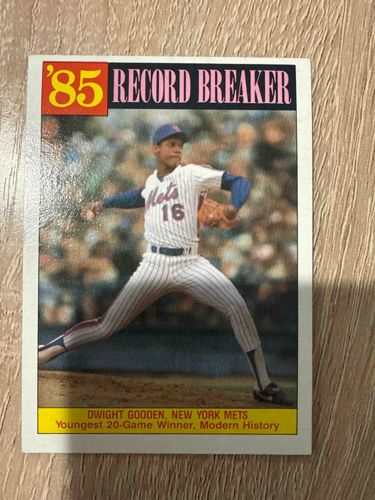 '85 RECORD BREAKER
Mets
16
DWIGHT GOODEN, NEW YORK METS
Youngest 20-Game Winner, Modern History